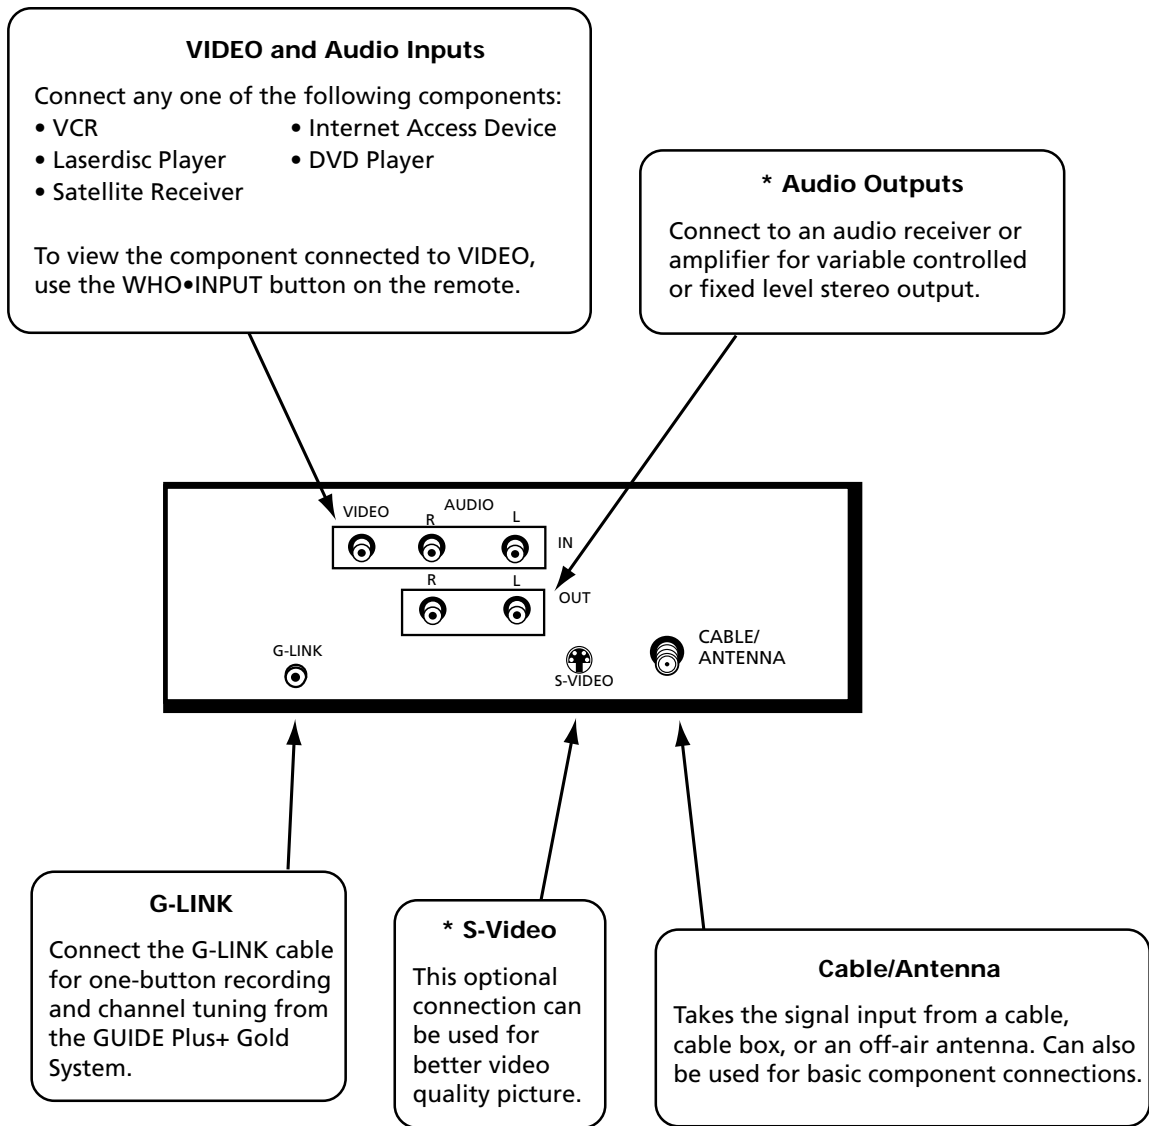 VIDEO and Audio Inputs
Connect any one of the following components:
• VCR • Internet Access Device
• Laserdisc Player • DVD Player
• Satellite Receiver
To view the component connected to VIDEO,
use the WHO•INPUT button on the remote.
* Audio Outputs
Connect to an audio receiver or
amplifier for variable controlled
or fixed level stereo output.
VIDEO AUDIO
R L
IN
R L
OUT
G-LINK
S-VIDEO
CABLE/
ANTENNA
G-LINK
Connect the G-LINK cable
for one-button recording
and channel tuning from
the GUIDE Plus+ Gold
System.
* S-Video
This optional
connection can
be used for
better video
quality picture.
Cable/Antenna
Takes the signal input from a cable,
cable box, or an off-air antenna. Can also
be used for basic component connections.